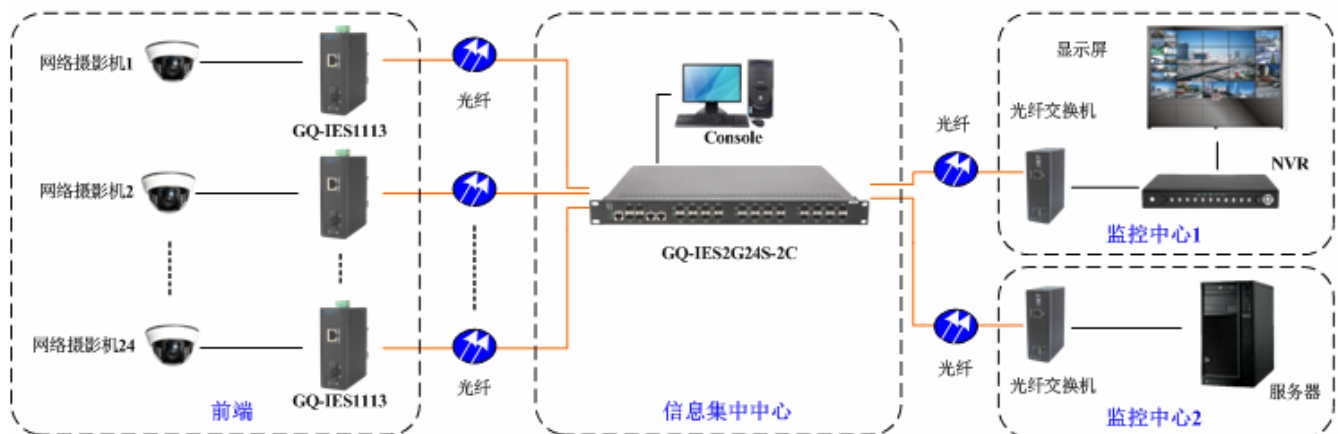 网络摄影机1
GQ-IES1113
光纤
网络摄影机2
网络摄影机24
GQ-IES1113
光纤
前端
Console
GQ-IES2G24S-2C
信息集中中心
光纤
显示屏
光纤交换机
NVR
监控中心1
光纤
光纤交换机
服务器
监控中心2